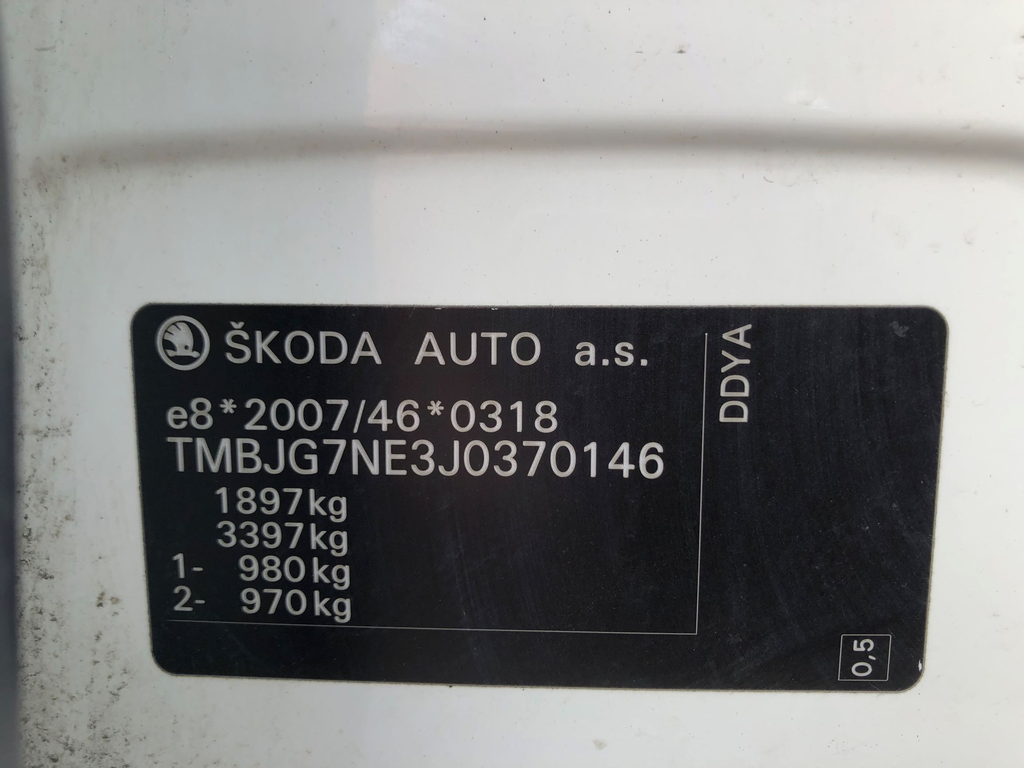 ŠKODA AUTO a.s.
e8*2007/46*0318
TMBJG7NE3J0370146
1897kg
3397kg
1- 980kg
2- 970kg
DDYA
0,5